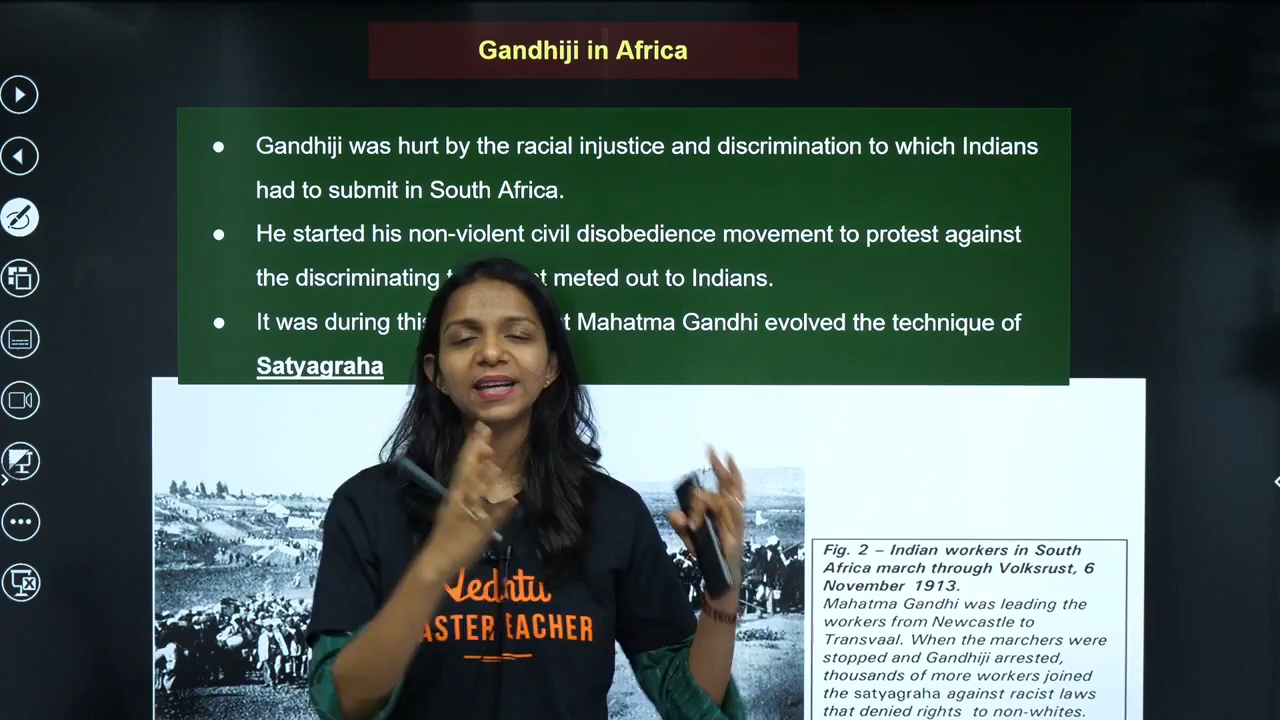 Gandhiji in Africa
● Gandhiji was hurt by the racial injustice and discrimination to which Indians
had to submit in South Africa.
● He started his non-violent civil disobedience movement to protest against
the discriminating meted out to Indians.
● It was during this Mahatma Gandhi evolved the technique of
Satyagraha
Fig. 2 – Indian workers in South
Africa march through Volksrust, 6
November 1913.
Mahatma Gandhi was leading the
workers from Newcastle to
Transvaal. When the marchers were
stopped and Gandhiji arrested,
thousands of more workers joined
the satyagraha against racist laws
that denied rights to non-whites.
Vedantu
ASTER EACHER